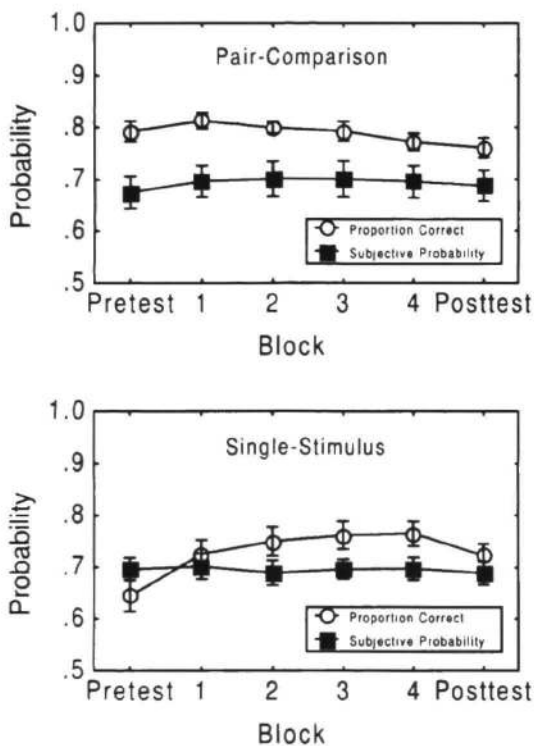 1.0
Pair-Comparison
.9
.8
.7
.6
.5
Probability
Proportion Correct
Subjective Probability
Pretest 1 2 3 4 Posttest
Block
1.0
Single-Stimulus
.9
.8
.7
.6
.5
Probability
Proportion Correct
Subjective Probability
Pretest 1 2 3 4 Posttest
Block